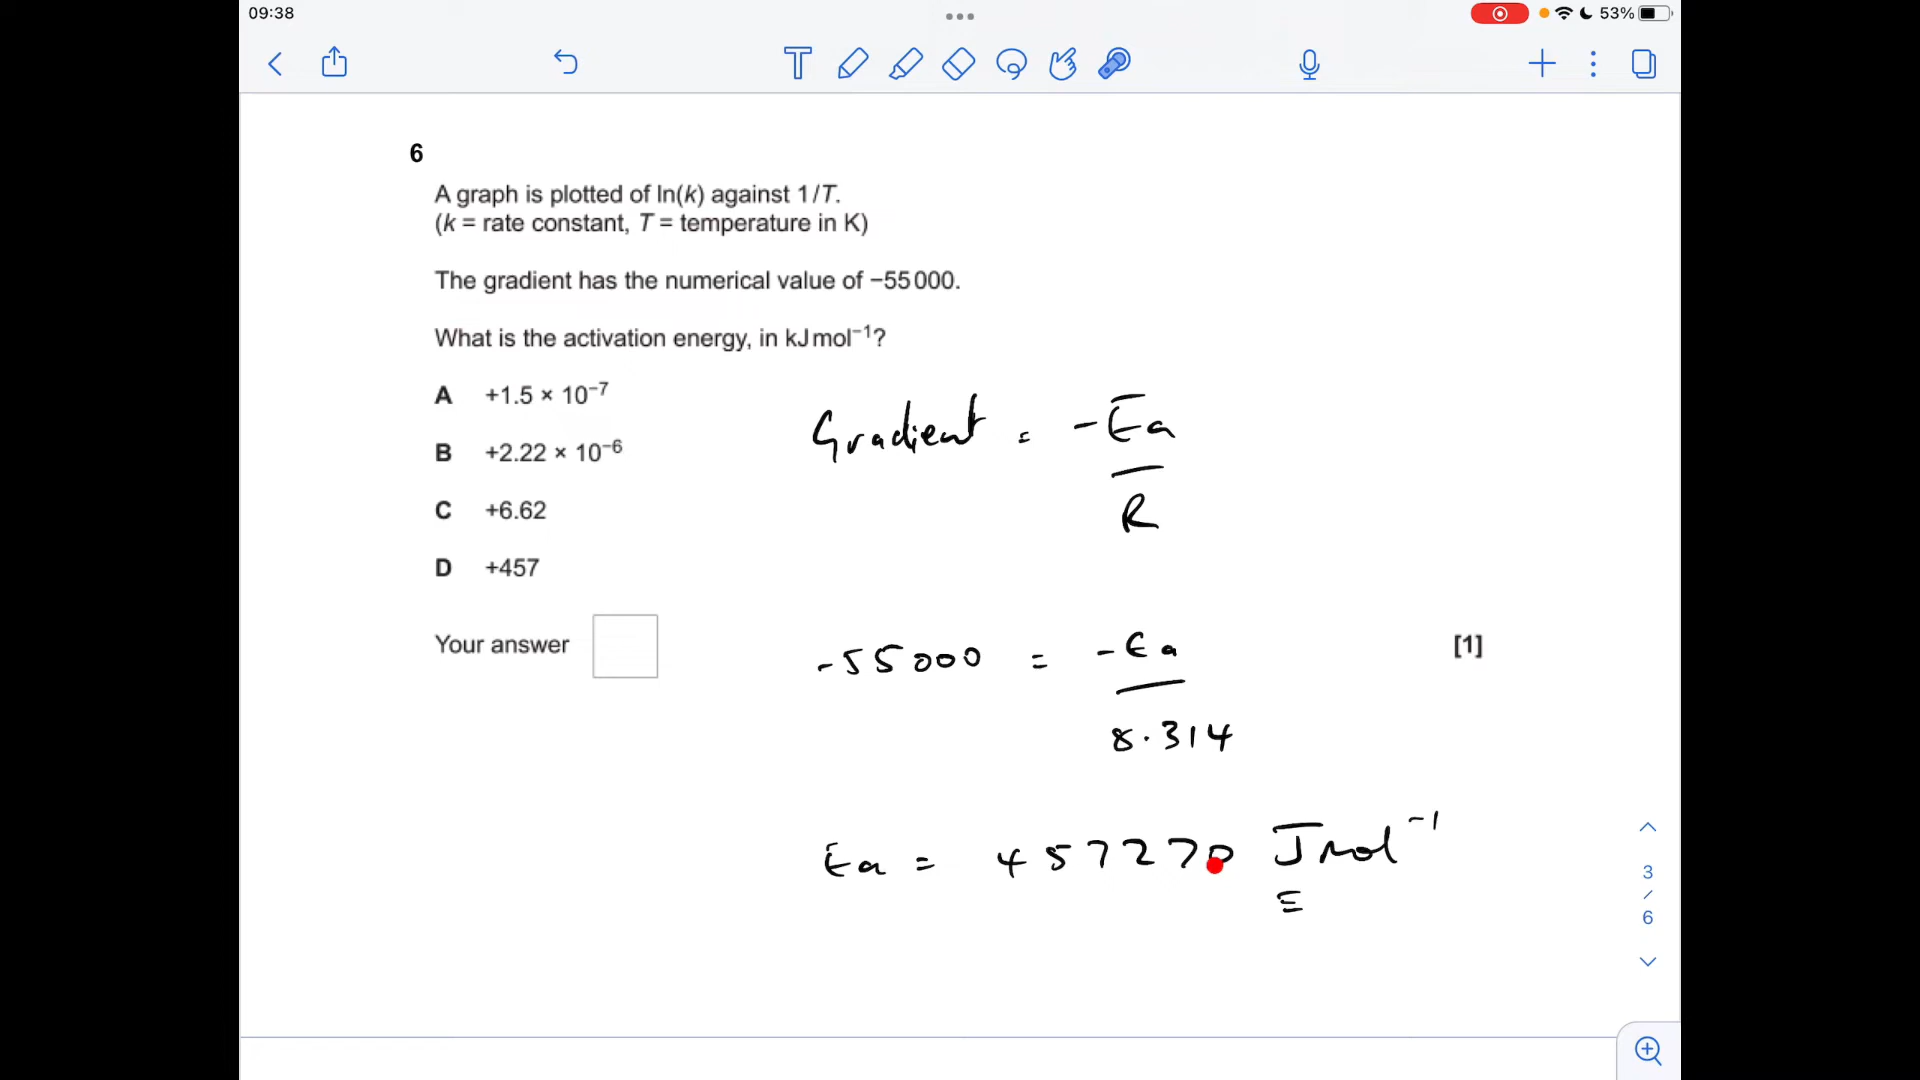 09:38
53%
T
6
A graph is plotted of ln(k) against 1/T.
(k = rate constant, T = temperature in K)
The gradient has the numerical value of −55 000.
What is the activation energy, in kJ mol⁻¹?
A +1.5 × 10⁻⁷
B +2.22 × 10⁻⁶
C +6.62
D +457
Your answer
[1]
Gradient = -Ea
R
-55000 = -Ea
8.314
Ea = 457270 Jmol⁻¹
3
/
6